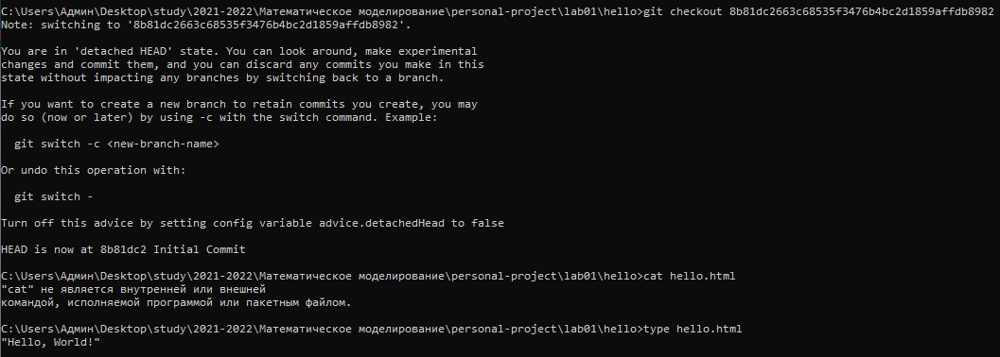 C:\Users\Админ\Desktop\study\2021-2022\Математическое моделирование\personal-project\lab01\hello>git checkout 8b81dc2663c68535f3476b4bc2d1859affdb8982
Note: switching to '8b81dc2663c68535f3476b4bc2d1859affdb8982'.
You are in 'detached HEAD' state. You can look around, make experimental
changes and commit them, and you can discard any commits you make in this
state without impacting any branches by switching back to a branch.
If you want to create a new branch to retain commits you create, you may
do so (now or later) by using -c with the switch command. Example:
git switch -c <new-branch-name>
Or undo this operation with:
git switch -
Turn off this advice by setting config variable advice.detachedHead to false
HEAD is now at 8b81dc2 Initial Commit
C:\Users\Админ\Desktop\study\2021-2022\Математическое моделирование\personal-project\lab01\hello>cat hello.html
"cat" не является внутренней или внешней
командой, исполняемой программой или пакетным файлом.
C:\Users\Админ\Desktop\study\2021-2022\Математическое моделирование\personal-project\lab01\hello>type hello.html
"Hello, World!"